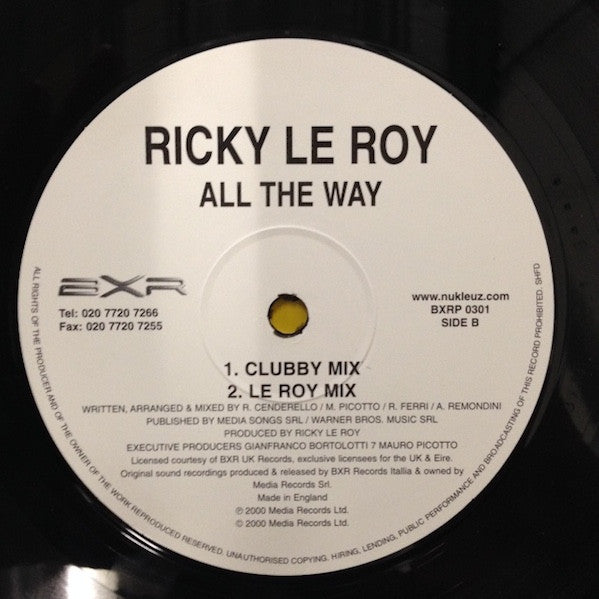 RICKY LE ROY
ALL THE WAY
BXR
Tel: 020 7720 7266
Fax: 020 7720 7255
www.nukleuz.com
BXRP 0301
SIDE B
1. CLUBBY MIX
2. LE ROY MIX
WRITTEN, ARRANGED & MIXED BY R. CENDERELLO / M. PICOTTO / R. FERRI / A. REMONDINI
PUBLISHED BY MEDIA SONGS SRL / WARNER BROS. MUSIC SRL
PRODUCED BY RICKY LE ROY
EXECUTIVE PRODUCERS GIANFRANCO BORTOLOTTI 7 MAURO PICOTTO
Licensed courtesy of BXR UK Records, exclusive licensees for the UK & Eire.
Original sound recordings produced & released by BXR Records Itallia & owned by
Media Records Srl.
Made in England
℗ 2000 Media Records Ltd.
© 2000 Media Records Ltd.
ALL RIGHTS OF THE PRODUCER AND OF THE OWNER OF THE WORK REPRODUCED RESERVED. UNAUTHORISED COPYING, HIRING, LENDING, PUBLIC PERFORMANCE AND BROADCASTING OF THIS RECORD PROHIBITED. SHFD